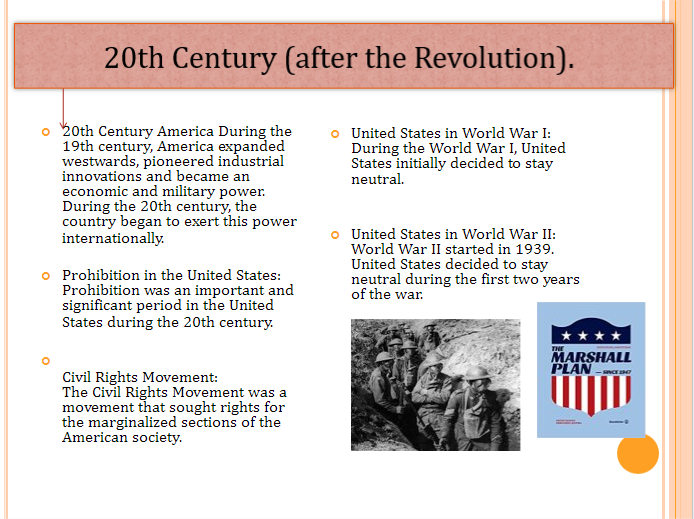 20th Century (after the Revolution).
20th Century America During the
19th century, America expanded
westwards, pioneered industrial
innovations and became an
economic and military power.
During the 20th century, the
country began to exert this power
internationally.
Prohibition in the United States:
Prohibition was an important and
significant period in the United
States during the 20th century.
Civil Rights Movement:
The Civil Rights Movement was a
movement that sought rights for
the marginalized sections of the
American society.
United States in World War I:
During the World War I, United
States initially decided to stay
neutral.
United States in World War II:
World War II started in 1939.
United States decided to stay
neutral during the first two years
of the war.
THE
MARSHALL
PLAN — SINCE 1947